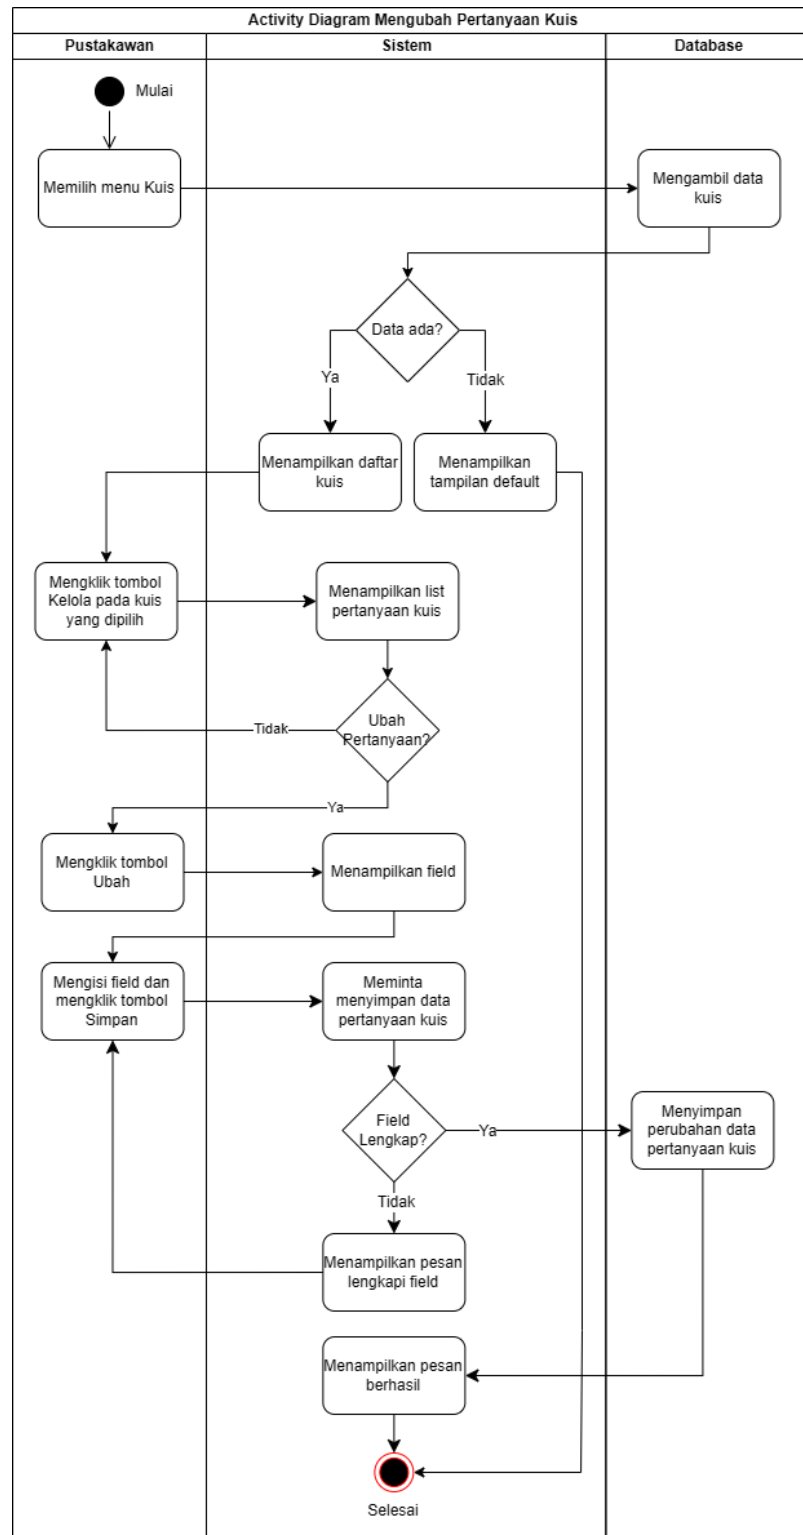 Activity Diagram Mengubah Pertanyaan Kuis
Pustakawan
Sistem
Database
Mulai
Memilih menu Kuis
Mengambil data
kuis
Data ada?
Ya
Tidak
Menampilkan daftar
kuis
Menampilkan
tampilan default
Mengklik tombol
Kelola pada kuis
yang dipilih
Menampilkan list
pertanyaan kuis
Ubah
Pertanyaan?
Tidak
Ya
Mengklik tombol
Ubah
Menampilkan field
Mengisi field dan
mengklik tombol
Simpan
Meminta
menyimpan data
pertanyaan kuis
Field
Lengkap?
Ya
Menyimpan
perubahan data
pertanyaan kuis
Tidak
Menampilkan pesan
lengkapi field
Menampilkan pesan
berhasil
Selesai